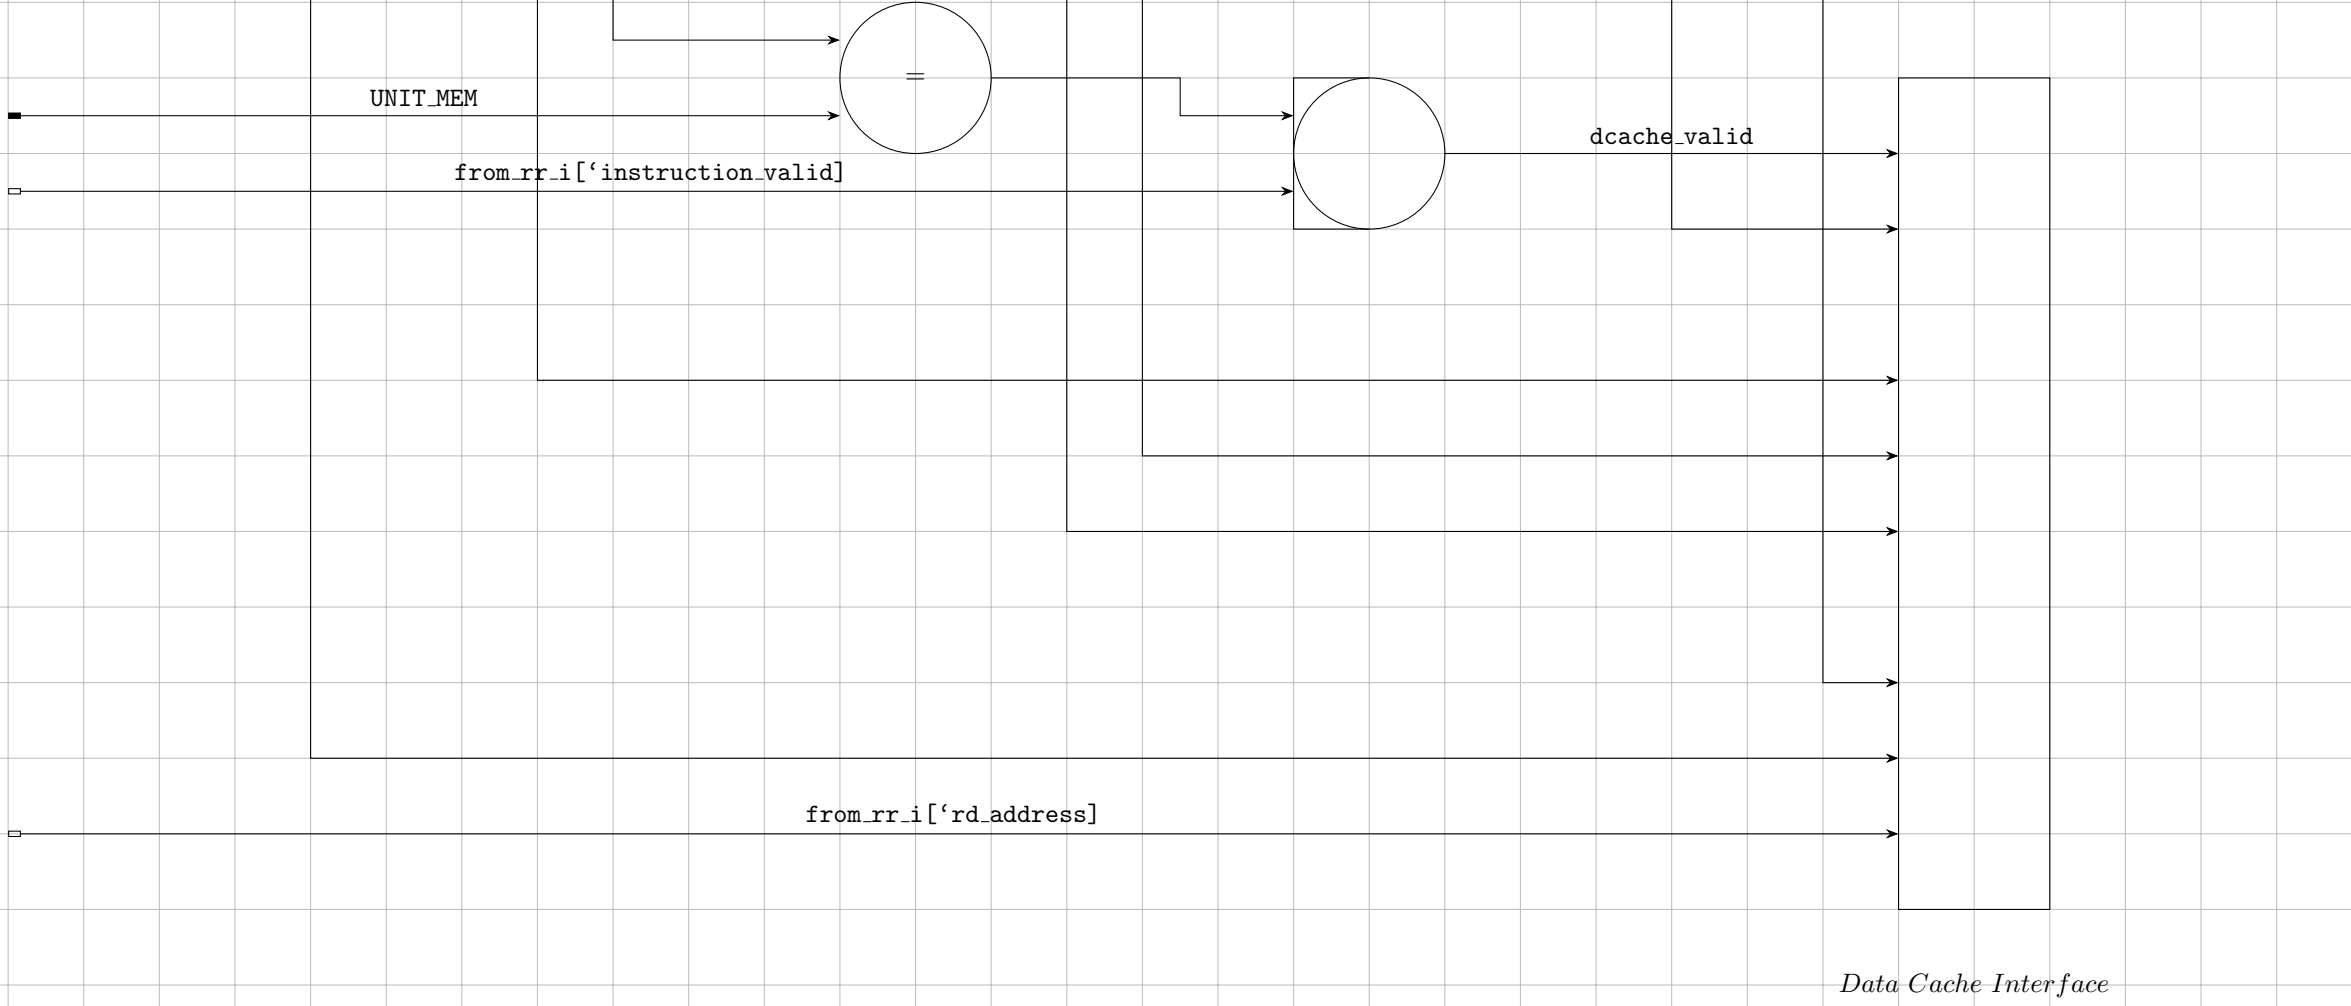 =
UNIT_MEM
dcache_valid
from_rr_i[‘instruction_valid]
from_rr_i[‘rd_address]
Data Cache Interface